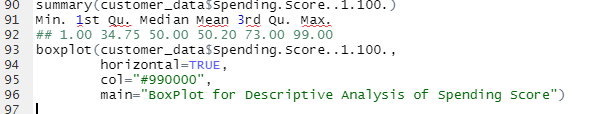 90 summary(customer_data$Spending.Score..1.100.)
91 Min. 1st Qu. Median Mean 3rd Qu. Max.
92 ## 1.00 34.75 50.00 50.20 73.00 99.00
93 boxplot(customer_data$Spending.Score..1.100.,
94 horizontal=TRUE,
95 col="#990000",
96 main="BoxPlot for Descriptive Analysis of Spending Score")
97